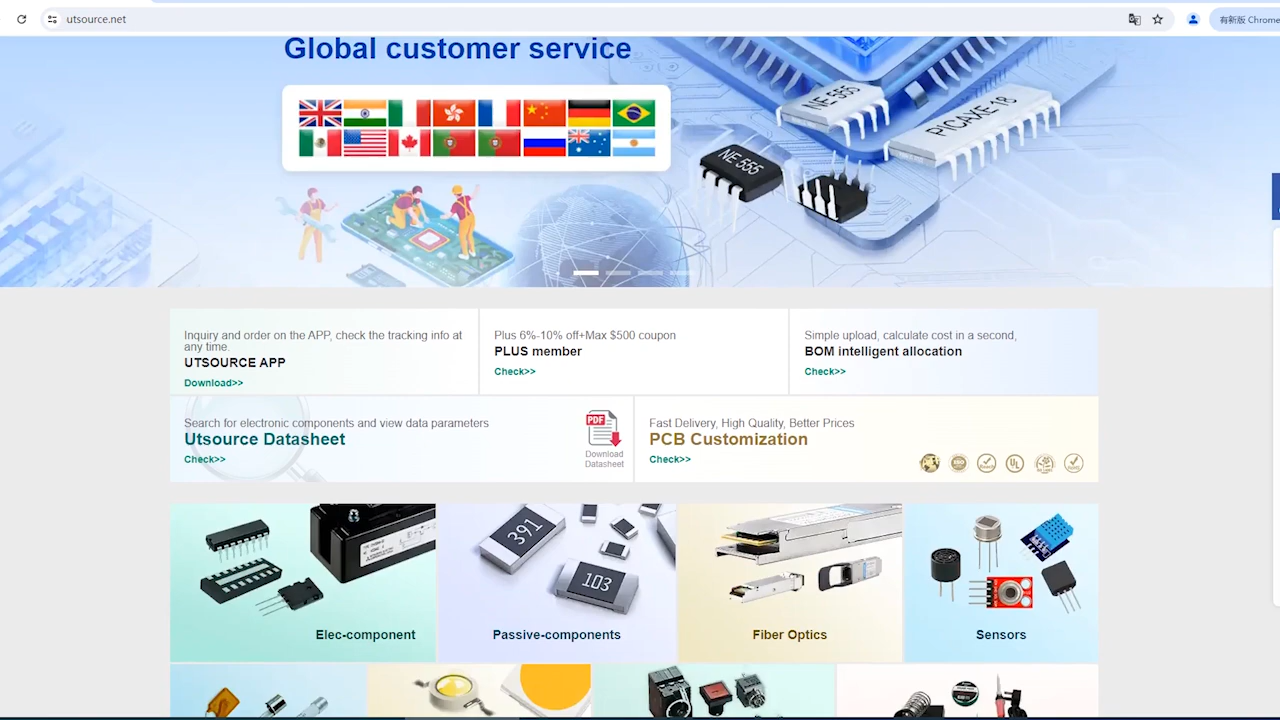 utsource.net
有新版 Chrome
Global customer service
NE 555
PICAXE-18
NE 555
Inquiry and order on the APP, check the tracking info at
any time.
UTSOURCE APP
Download>>
Plus 6%-10% off+Max $500 coupon
PLUS member
Check>>
Simple upload, calculate cost in a second,
BOM intelligent allocation
Check>>
Search for electronic components and view data parameters
Utsource Datasheet
Check>>
PDF
Download
Datasheet
Fast Delivery, High Quality, Better Prices
PCB Customization
Check>>
UL
391
103
Elec-component
Passive-components
Fiber Optics
Sensors